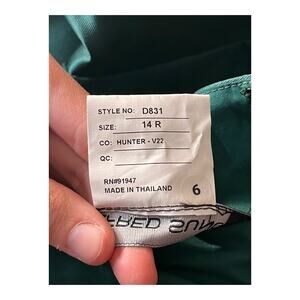 STYLE NO: D831
SIZE: 14 R
CO: HUNTER - V22
QC:
RN#91947
MADE IN THAILAND 6